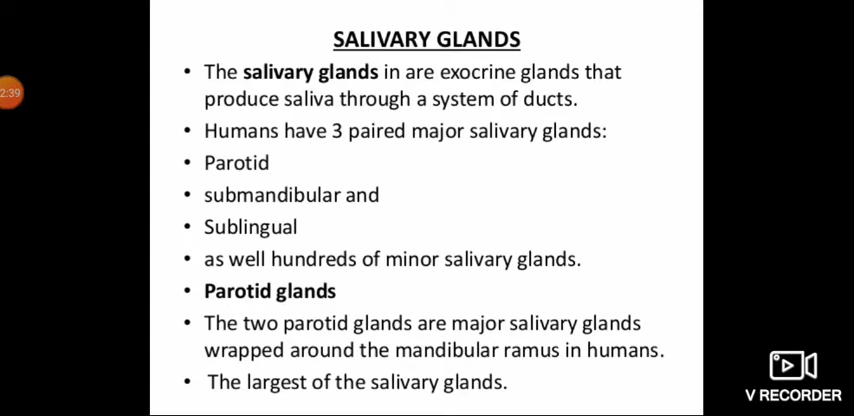 SALIVARY GLANDS
• The salivary glands in are exocrine glands that
produce saliva through a system of ducts.
• Humans have 3 paired major salivary glands:
• Parotid
• submandibular and
• Sublingual
• as well hundreds of minor salivary glands.
• Parotid glands
• The two parotid glands are major salivary glands
wrapped around the mandibular ramus in humans.
• The largest of the salivary glands.
2:39
V RECORDER